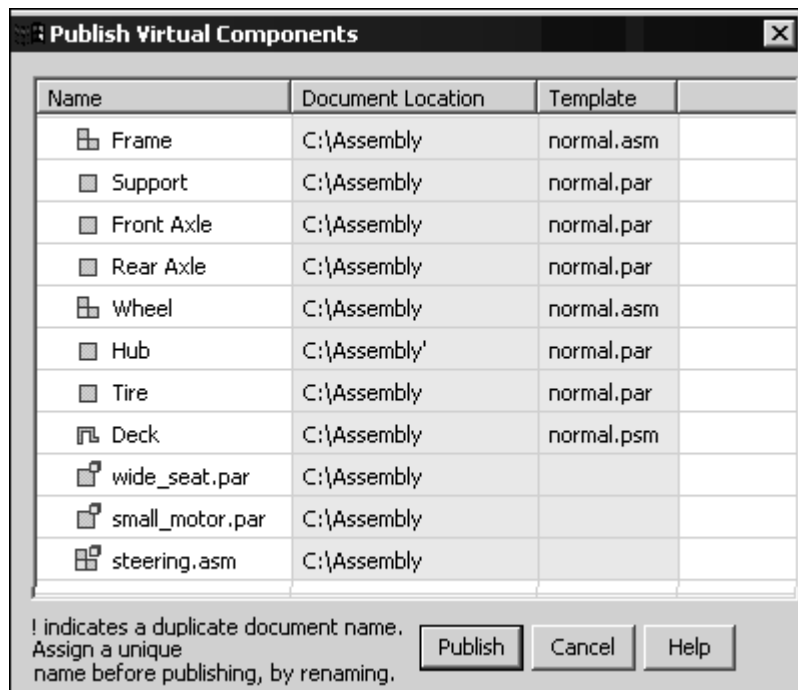 Publish Virtual Components
Name Document Location Template
Frame C:\Assembly normal.asm
Support C:\Assembly normal.par
Front Axle C:\Assembly normal.par
Rear Axle C:\Assembly normal.par
Wheel C:\Assembly normal.asm
Hub C:\Assembly' normal.par
Tire C:\Assembly normal.par
Deck C:\Assembly normal.psm
wide_seat.par C:\Assembly
small_motor.par C:\Assembly
steering.asm C:\Assembly
! indicates a duplicate document name.
Assign a unique
name before publishing, by renaming.
Publish Cancel Help